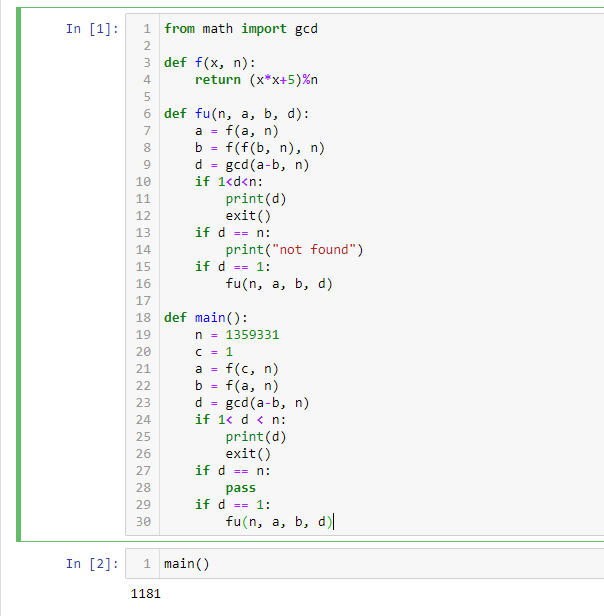 In [1]:
1 from math import gcd
2
3 def f(x, n):
4     return (x*x+5)%n
5
6 def fu(n, a, b, d):
7     a = f(a, n)
8     b = f(f(b, n), n)
9     d = gcd(a-b, n)
10     if 1<d<n:
11         print(d)
12         exit()
13     if d == n:
14         print("not found")
15     if d == 1:
16         fu(n, a, b, d)
17
18 def main():
19     n = 1359331
20     c = 1
21     a = f(c, n)
22     b = f(a, n)
23     d = gcd(a-b, n)
24     if 1< d < n:
25         print(d)
26         exit()
27     if d == n:
28         pass
29     if d == 1:
30         fu(n, a, b, d)
In [2]: 1 main()
1181